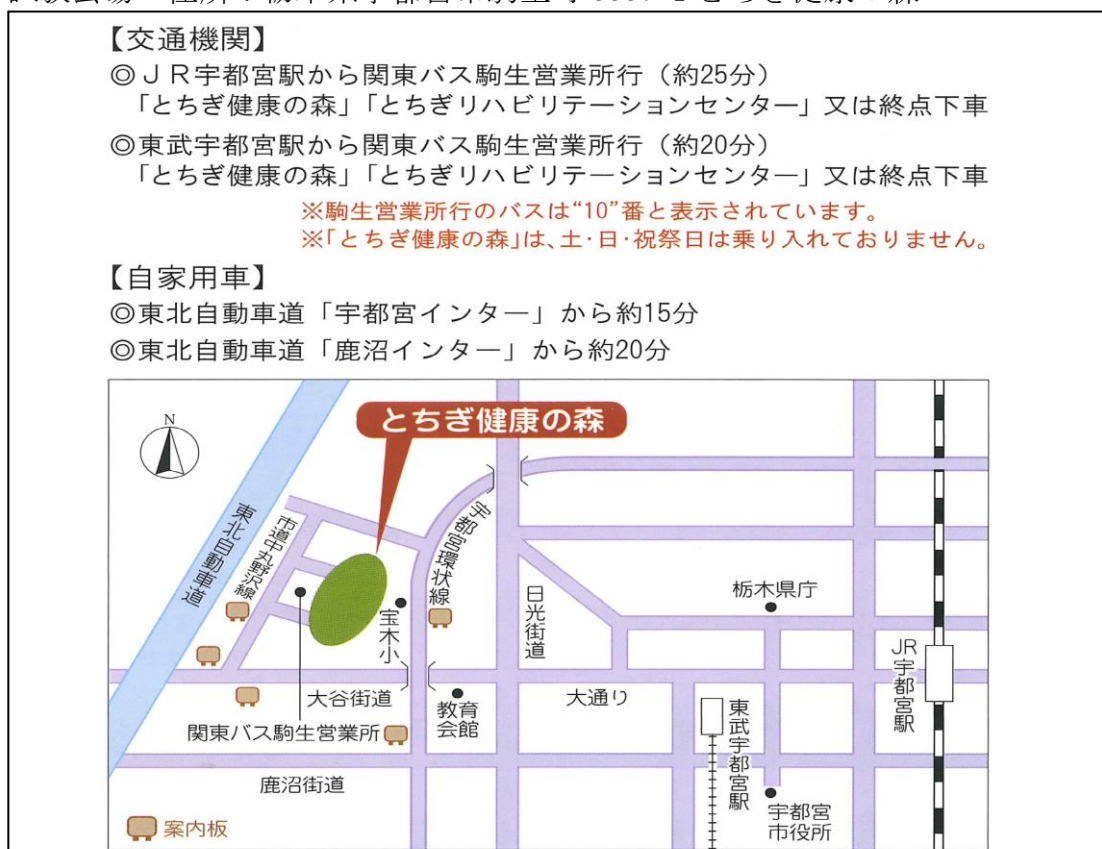 【交通機関】
◎ＪＲ宇都宮駅から関東バス駒生営業所行（約25分）
「とちぎ健康の森」「とちぎリハビリテーションセンター」又は終点下車
◎東武宇都宮駅から関東バス駒生営業所行（約20分）
「とちぎ健康の森」「とちぎリハビリテーションセンター」又は終点下車
※駒生営業所行のバスは“10”番と表示されています。
※「とちぎ健康の森」は、土・日・祝祭日は乗り入れておりません。
【自家用車】
◎東北自動車道「宇都宮インター」から約15分
◎東北自動車道「鹿沼インター」から約20分
とちぎ健康の森
N
東北自動車道
市道中丸野沢線
宇都宮環状線
宝木小
日光街道
栃木県庁
JR宇都宮駅
大谷街道
教育
会館
大通り
東武宇都宮駅
関東バス駒生営業所
鹿沼街道
宇都宮
市役所
案内板